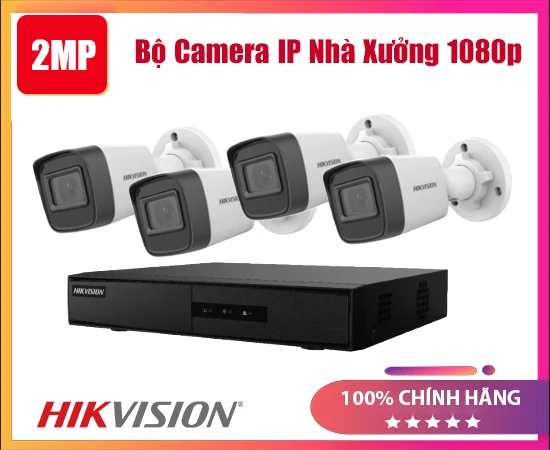 2MP
Bộ Camera IP Nhà Xưởng 1080p
HIKVISION
HIKVISION
HIKVISION
HIKVISION
HIKVISION
HIKVISION®
100% CHÍNH HÃNG